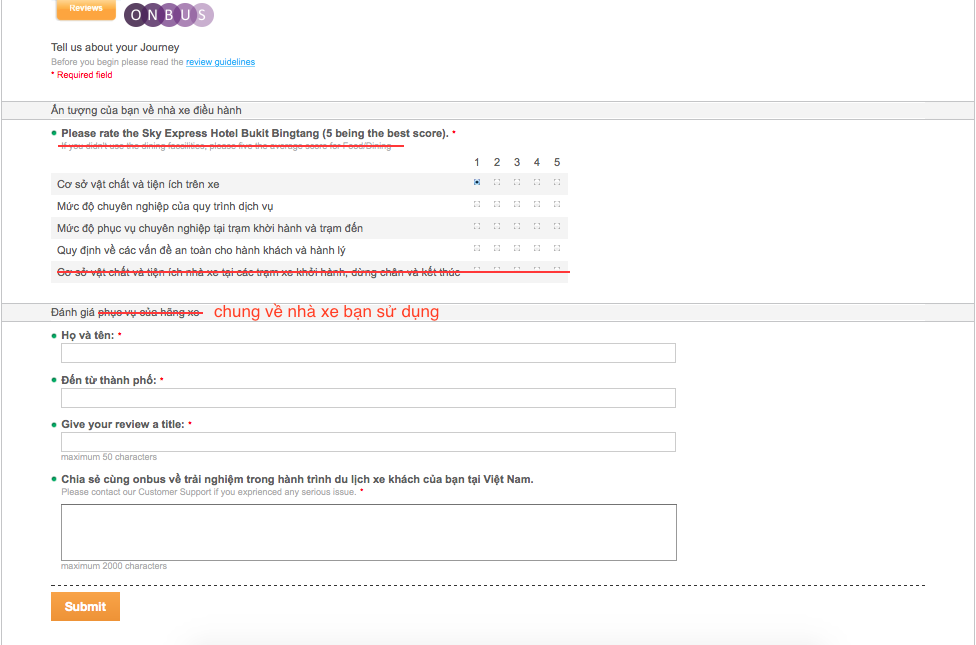 Reviews
ONBUS
Tell us about your Journey
Before you begin please read the review guidelines
* Required field
Ấn tượng của bạn về nhà xe điều hành
Please rate the Sky Express Hotel Bukit Bingtang (5 being the best score). *
If you didn't use the dining facsilities, please five the average score for Food/Dining
1 2 3 4 5
Cơ sở vật chất và tiện ích trên xe
Mức độ chuyên nghiệp của quy trình dịch vụ
Mức độ phục vụ chuyên nghiệp tại trạm khởi hành và trạm đến
Quy định về các vấn đề an toàn cho hành khách và hành lý
Cơ sở vật chất và tiện ích nhà xe tại các trạm xe khởi hành, dừng chân và kết thúc
Đánh giá phục vụ của hãng xe chung về nhà xe bạn sử dụng
Họ và tên: *
Đến từ thành phố: *
Give your review a title: *
maximum 50 characters
Chia sẻ cùng onbus về trải nghiệm trong hành trình du lịch xe khách của bạn tại Việt Nam.
Please contact our Customer Support if you exprienced any serious issue. *
maximum 2000 characters
Submit